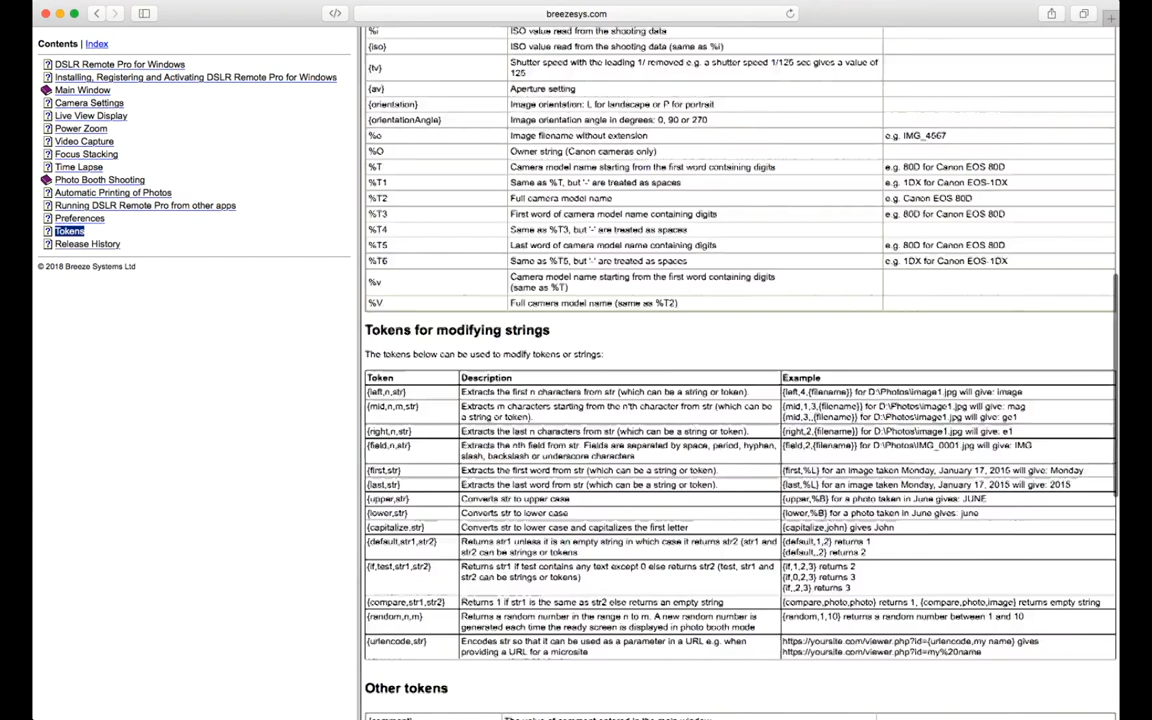 breezesys.com
Contents | Index
DSLR Remote Pro for Windows
Installing, Registering and Activating DSLR Remote Pro for Windows
Main Window
Camera Settings
Live View Display
Power Zoom
Video Capture
Focus Stacking
Time Lapse
Photo Booth Shooting
Automatic Printing of Photos
Running DSLR Remote Pro from other apps
Preferences
Tokens
Release History
© 2018 Breeze Systems Ltd
%i ISO value read from the shooting data
{iso} ISO value read from the shooting data (same as %i)
{tv} Shutter speed with the leading 1/ removed e.g. a shutter speed 1/125 sec gives a value of
125
{av} Aperture setting
{orientation} Image orientation: L for landscape or P for portrait
{orientationAngle} Image orientation angle in degrees: 0, 90 or 270
%o Image filename without extension e.g. IMG_4567
%O Owner string (Canon cameras only)
%T Camera model name starting from the first word containing digits e.g. 80D for Canon EOS 80D
%T1 Same as %T, but '-' are treated as spaces e.g. 1DX for Canon EOS-1DX
%T2 Full camera model name e.g. Canon EOS 80D
%T3 First word of camera model name containing digits e.g. 80D for Canon EOS 80D
%T4 Same as %T3, but '-' are treated as spaces
%T5 Last word of camera model name containing digits e.g. 80D for Canon EOS 80D
%T6 Same as %T5, but '-' are treated as spaces e.g. 1DX for Canon EOS-1DX
%v Camera model name starting from the first word containing digits
(same as %T)
%V Full camera model name (same as %T2)
Tokens for modifying strings
The tokens below can be used to modify tokens or strings:
Token Description Example
{left,n,str} Extracts the first n characters from str (which can be a string or token). {left,4,{filename}} for D:\Photos\image1.jpg will give: image
{mid,n,m,str} Extracts m characters starting from the n'th character from str (which can be {mid,1,3,{filename}} for D:\Photos\image1.jpg will give: mag
a string or token). {mid,3,,{filename}} for D:\Photos\image1.jpg will give: ge1
{right,n,str} Extracts the last n characters from str (which can be a string or token). {right,2,{filename}} for D:\Photos\image1.jpg will give: e1
{field,n,str} Extracts the nth field from str. Fields are separated by space, period, hyphen, {field,2,{filename}} for D:\Photos\IMG_0001.jpg will give: IMG
slash, backslash or underscore characters
{first,str} Extracts the first word from str (which can be a string or token). {first,%L} for an image taken Monday, January 17, 2015 will give: Monday
{last,str} Extracts the last word from str (which can be a string or token). {last,%L} for an image taken Monday, January 17, 2015 will give: 2015
{upper,str} Converts str to upper case {upper,%B} for a photo taken in June gives: JUNE
{lower,str} Converts str to lower case {lower,%B} for a photo taken in June gives: june
{capitalize,str} Converts str to lower case and capitalizes the first letter {capitalize,john} gives John
{default,str1,str2} Returns str1 unless it is an empty string in which case it returns str2 (str1 and {default,1,2} returns 1
str2 can be strings or tokens {default,,2} returns 2
{if,test,str1,str2} Returns str1 if test contains any text except 0 else returns str2 (test, str1 and {if,1,2,3} returns 2
str2 can be strings or tokens) {if,0,2,3} returns 3
{if,,2,3} returns 3
{compare,str1,str2} Returns 1 if str1 is the same as str2 else returns an empty string {compare,photo,photo} returns 1, {compare,photo,image} returns empty string
{random,n,m} Returns a random number in the range n to m. A new random number is {random,1,10} returns a random number between 1 and 10
generated each time the ready screen is displayed in photo booth mode
{urlencode,str} Encodes str so that it can be used as a parameter in a URL e.g. when https://yoursite.com/viewer.php?id={urlencode,my name} gives
providing a URL for a microsite https://yoursite.com/viewer.php?id=my%20name
Other tokens